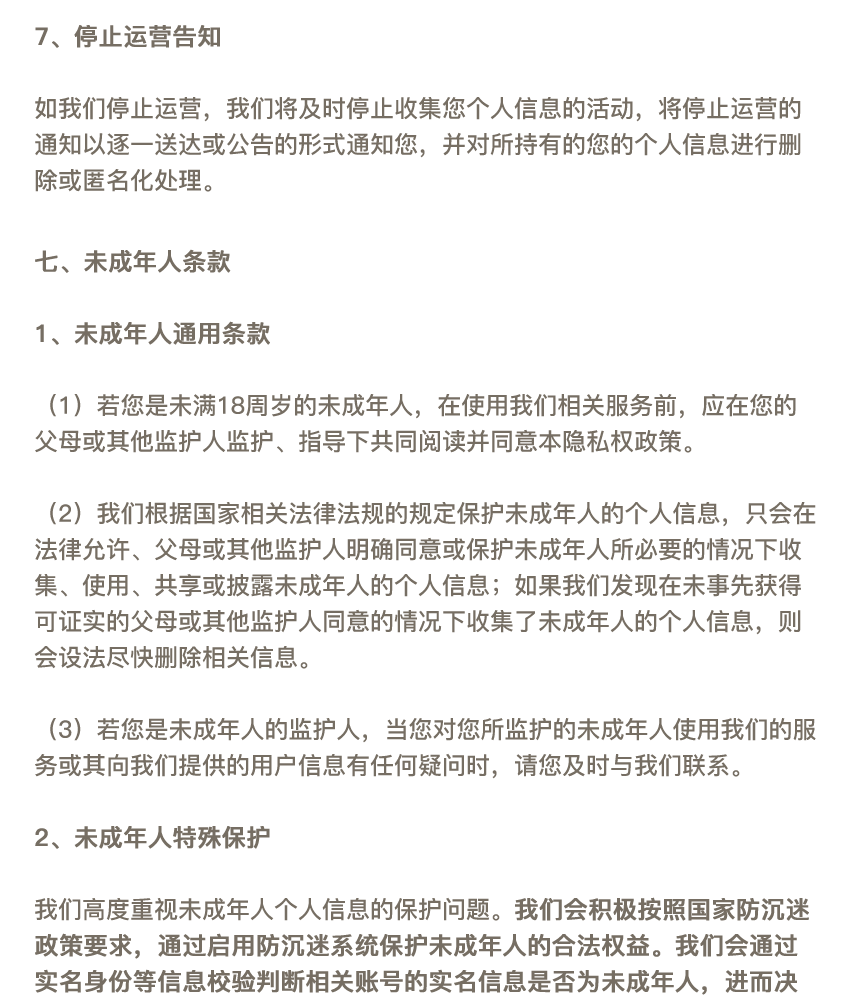 7、停止运营告知
如我们停止运营，我们将及时停止收集您个人信息的活动，将停止运营的
通知以逐一送达或公告的形式通知您，并对所持有的您的个人信息进行删
除或匿名化处理。
七、未成年人条款
1、未成年人通用条款
（1）若您是未满18周岁的未成年人，在使用我们相关服务前，应在您的
父母或其他监护人监护、指导下共同阅读并同意本隐私权政策。
（2）我们根据国家相关法律法规的规定保护未成年人的个人信息，只会在
法律允许、父母或其他监护人明确同意或保护未成年人所必要的情况下收
集、使用、共享或披露未成年人的个人信息；如果我们发现在未事先获得
可证实的父母或其他监护人同意的情况下收集了未成年人的个人信息，则
会设法尽快删除相关信息。
（3）若您是未成年人的监护人，当您对您所监护的未成年人使用我们的服
务或其向我们提供的用户信息有任何疑问时，请您及时与我们联系。
2、未成年人特殊保护
我们高度重视未成年人个人信息的保护问题。我们会积极按照国家防沉迷
政策要求，通过启用防沉迷系统保护未成年人的合法权益。我们会通过
实名身份等信息校验判断相关账号的实名信息是否为未成年人，进而决